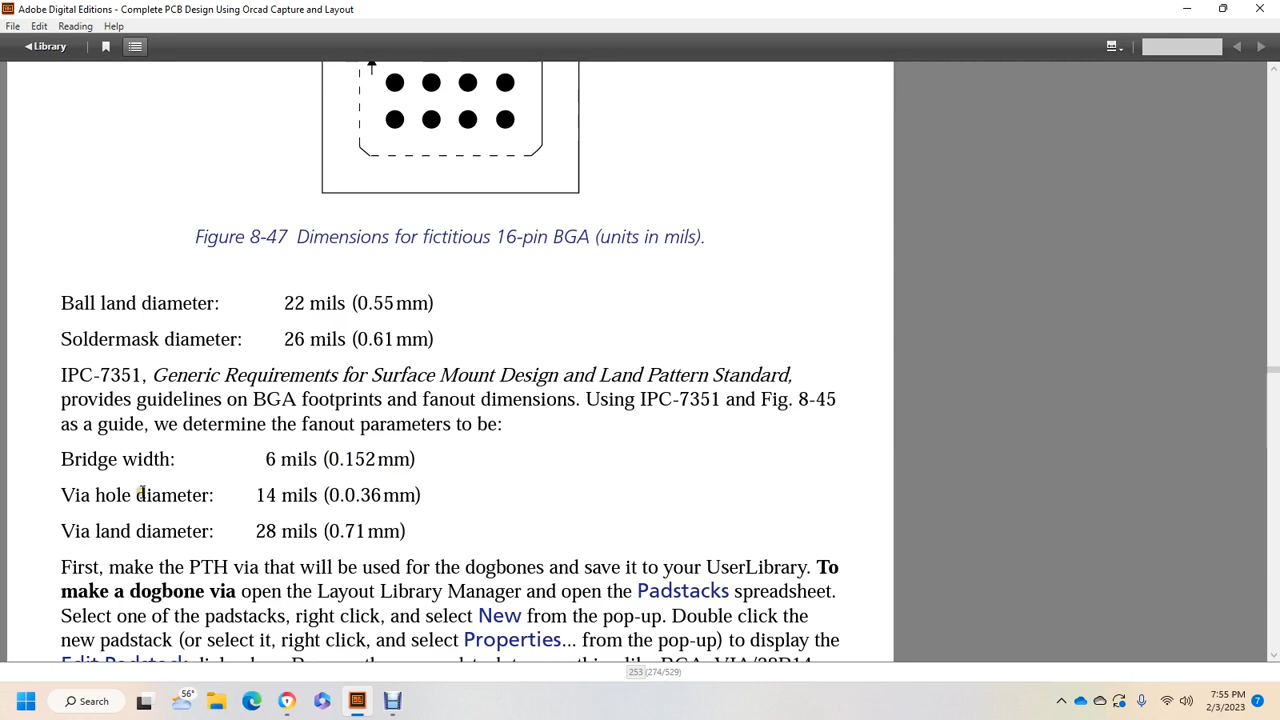 Adobe Digital Editions - Complete PCB Design Using Orcad Capture and Layout
File Edit Reading Help
Library
Figure 8-47 Dimensions for fictitious 16-pin BGA (units in mils).
Ball land diameter: 22 mils (0.55 mm)
Soldermask diameter: 26 mils (0.61 mm)
IPC-7351, Generic Requirements for Surface Mount Design and Land Pattern Standard,
provides guidelines on BGA footprints and fanout dimensions. Using IPC-7351 and Fig. 8-45
as a guide, we determine the fanout parameters to be:
Bridge width: 6 mils (0.152 mm)
Via hole diameter: 14 mils (0.0.36 mm)
Via land diameter: 28 mils (0.71 mm)
First, make the PTH via that will be used for the dogbones and save it to your UserLibrary. To
make a dogbone via open the Layout Library Manager and open the Padstacks spreadsheet.
Select one of the padstacks, right click, and select New from the pop-up. Double click the
new padstack (or select it, right click, and select Properties... from the pop-up) to display the
253 (274/529)
56°
Search
7:55 PM
2/3/2023
7